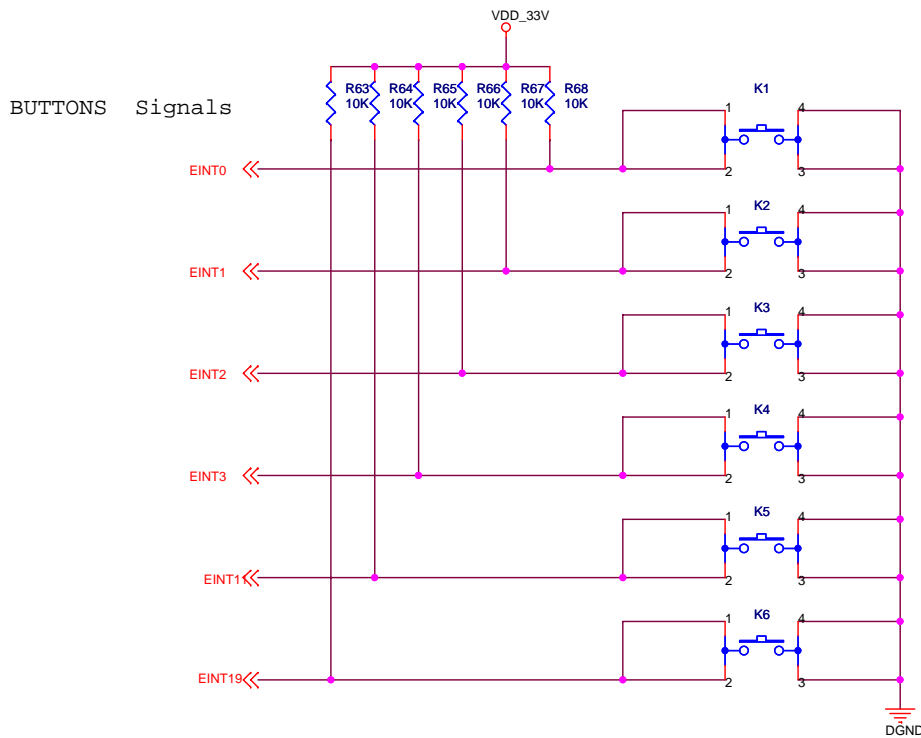 VDD_33V
R63 R64 R65 R66 R67 R68
10K 10K 10K 10K 10K 10K
BUTTONS Signals
K1
1 4
EINT0
2 3
K2
1 4
EINT1
2 3
K3
1 4
EINT2
2 3
K4
1 4
EINT3
2 3
K5
1 4
EINT11
2 3
K6
1 4
EINT19
2 3
DGND